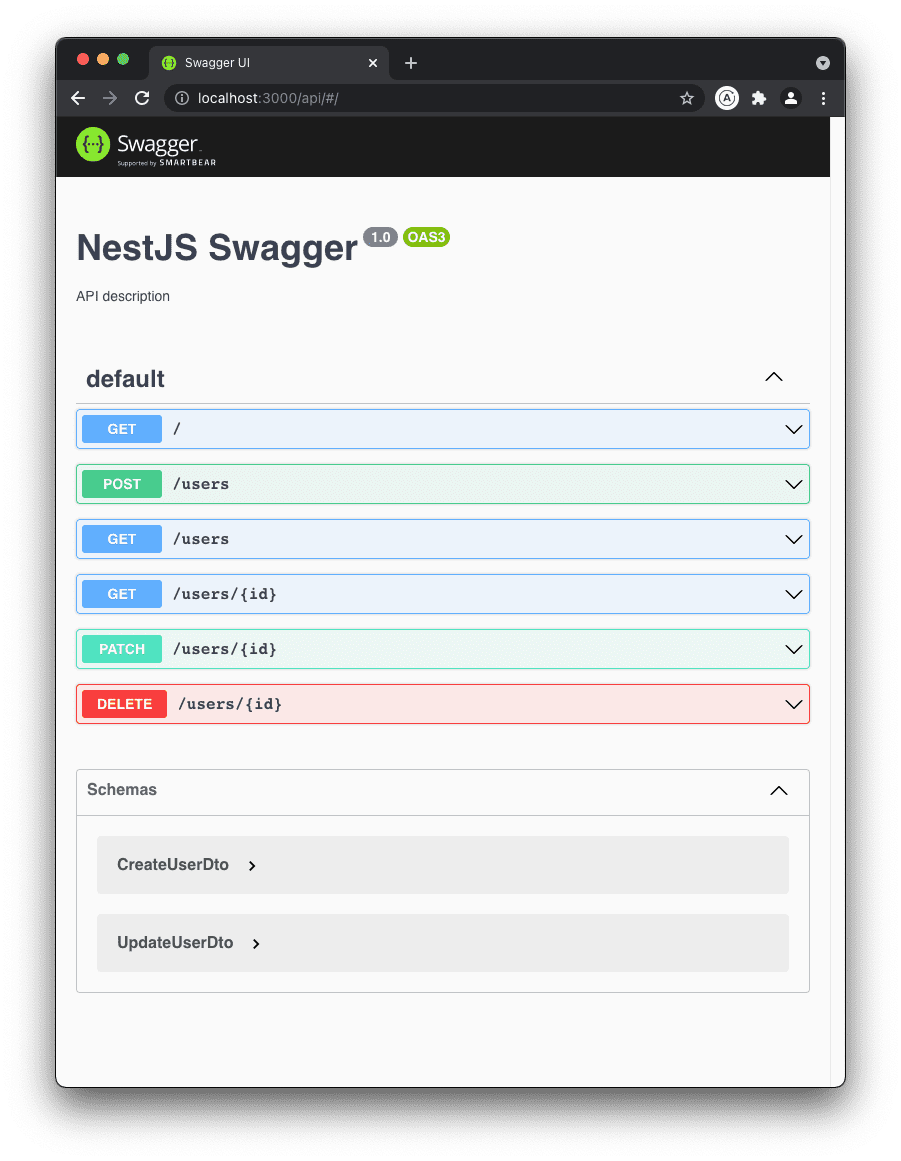 Swagger UI
localhost:3000/api/#/
Swagger
Supported by SMARTBEAR
NestJS Swagger 1.0 OAS3
API description
default
GET /
POST /users
GET /users
GET /users/{id}
PATCH /users/{id}
DELETE /users/{id}
Schemas
CreateUserDto
UpdateUserDto